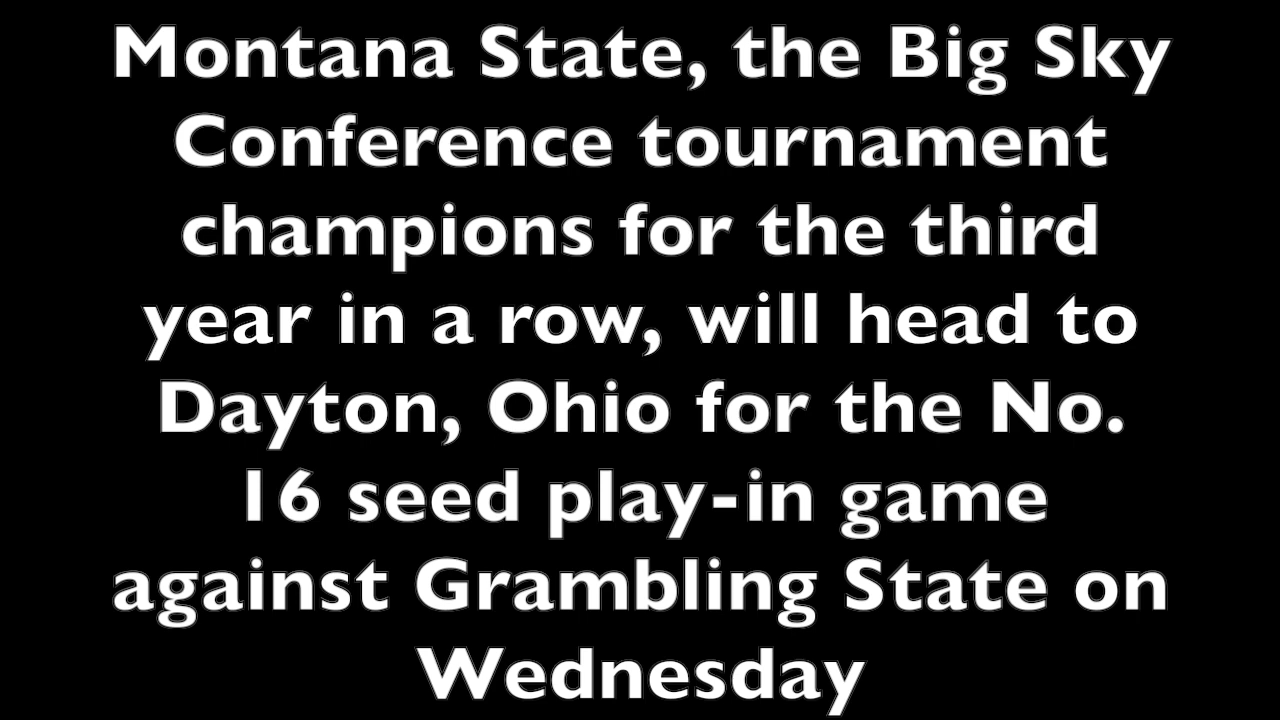 Montana State, the Big Sky
Conference tournament
champions for the third
year in a row, will head to
Dayton, Ohio for the No.
16 seed play-in game
against Grambling State on
Wednesday